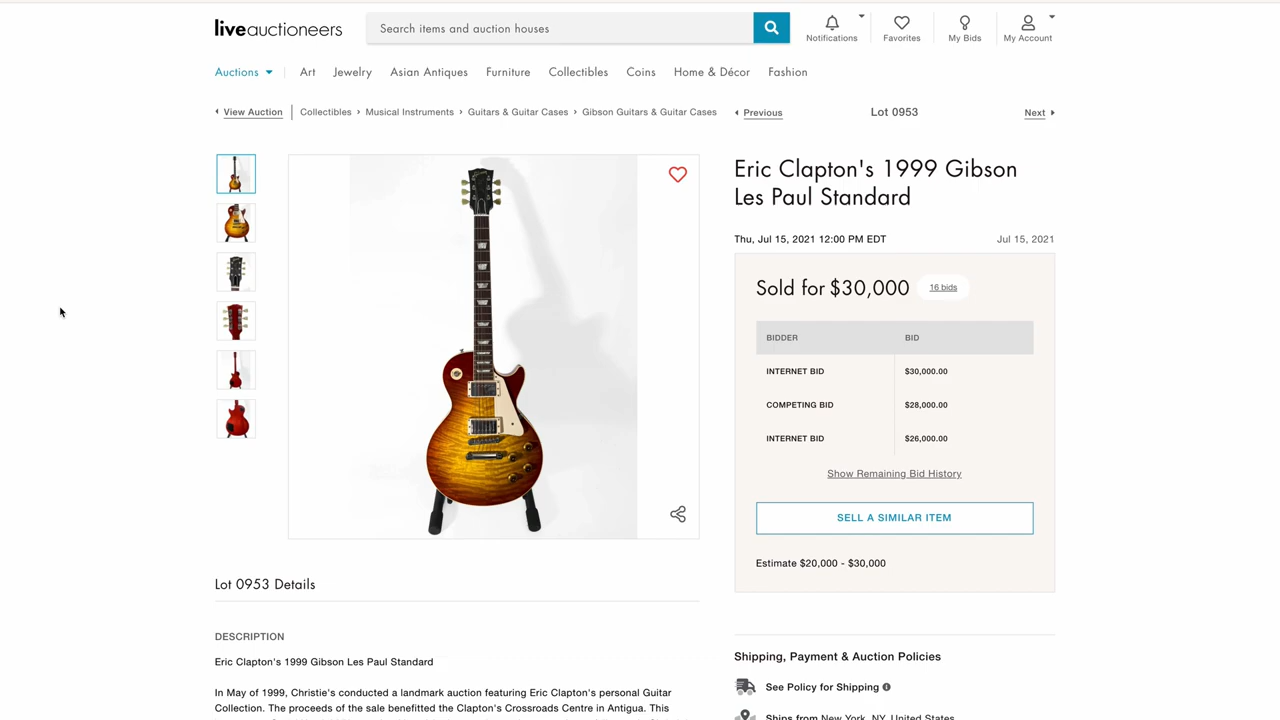 liveauctioneers
Search items and auction houses
Notifications
Favorites
My Bids
My Account
Auctions
Art
Jewelry
Asian Antiques
Furniture
Collectibles
Coins
Home & Décor
Fashion
View Auction
Collectibles › Musical Instruments › Guitars & Guitar Cases › Gibson Guitars & Guitar Cases
Previous
Lot 0953
Next
Eric Clapton's 1999 Gibson
Les Paul Standard
Thu, Jul 15, 2021 12:00 PM EDT
Jul 15, 2021
Sold for $30,000
16 bids
BIDDER BID
INTERNET BID $30,000.00
COMPETING BID $28,000.00
INTERNET BID $26,000.00
Show Remaining Bid History
SELL A SIMILAR ITEM
Estimate $20,000 - $30,000
Lot 0953 Details
DESCRIPTION
Eric Clapton's 1999 Gibson Les Paul Standard
In May of 1999, Christie's conducted a landmark auction featuring Eric Clapton's personal Guitar
Collection. The proceeds of the sale benefitted the Clapton's Crossroads Centre in Antigua. This
Shipping, Payment & Auction Policies
See Policy for Shipping
Ships from New York, NY, United States